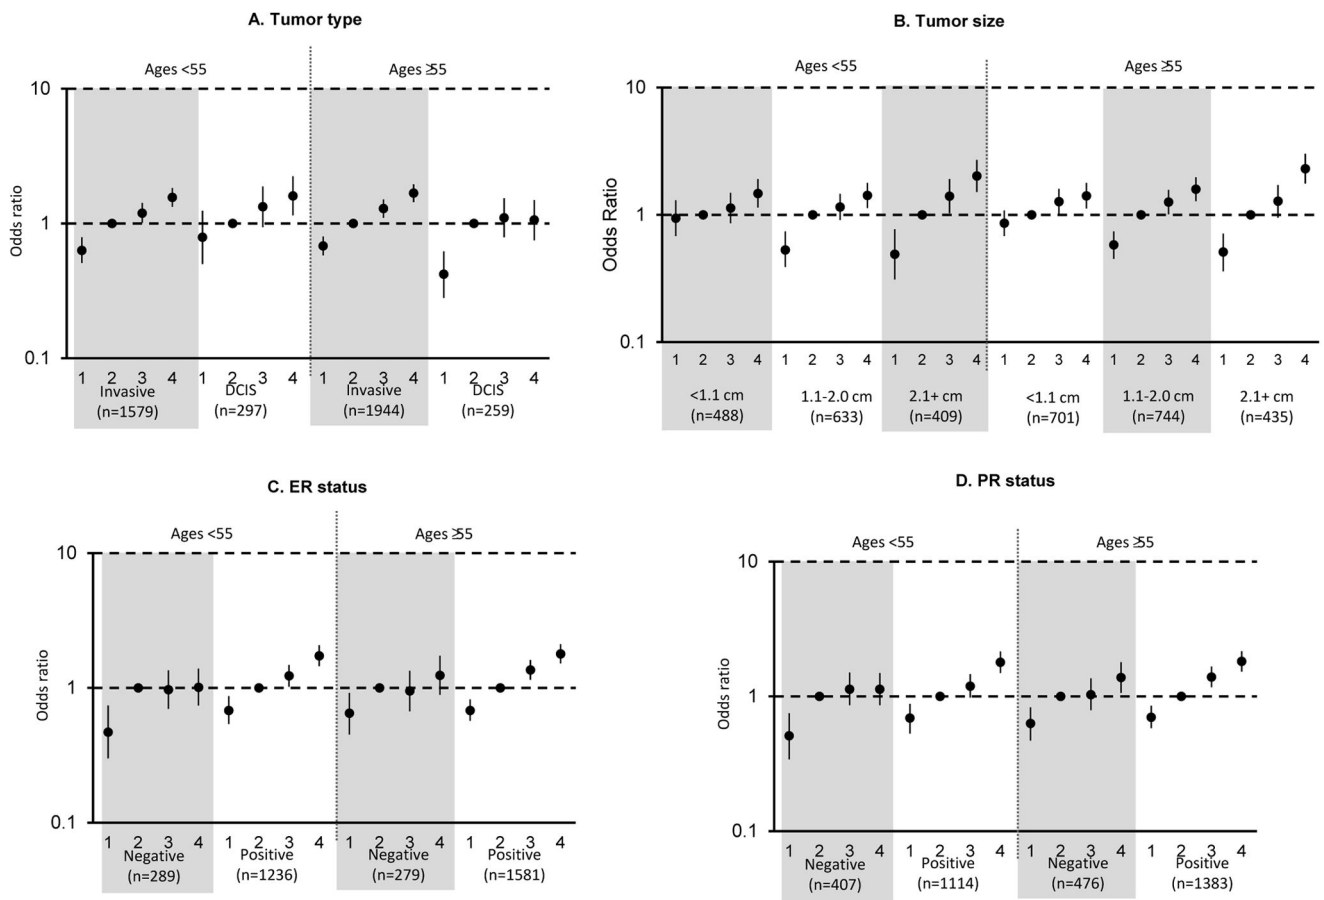 A. Tumor type
Ages <55
Ages ≥55
10
1
0.1
Odds ratio
1 2 3 4 1 2 3 4 1 2 3 4 1 2 3 4
Invasive DCIS Invasive DCIS
(n=1579) (n=297) (n=1944) (n=259)
B. Tumor size
Ages <55
Ages ≥55
10
1
0.1
Odds Ratio
1 2 3 4 1 2 3 4 1 2 3 4 1 2 3 4 1 2 3 4 1 2 3 4
<1.1 cm 1.1-2.0 cm 2.1+ cm <1.1 cm 1.1-2.0 cm 2.1+ cm
(n=488) (n=633) (n=409) (n=701) (n=744) (n=435)
C. ER status
Ages <55
Ages ≥55
10
1
0.1
Odds ratio
1 2 3 4 1 2 3 4 1 2 3 4 1 2 3 4
Negative Positive Negative Positive
(n=289) (n=1236) (n=279) (n=1581)
D. PR status
Ages <55
Ages ≥55
10
1
0.1
Odds ratio
1 2 3 4 1 2 3 4 1 2 3 4 1 2 3 4
Negative Positive Negative Positive
(n=407) (n=1114) (n=476) (n=1383)